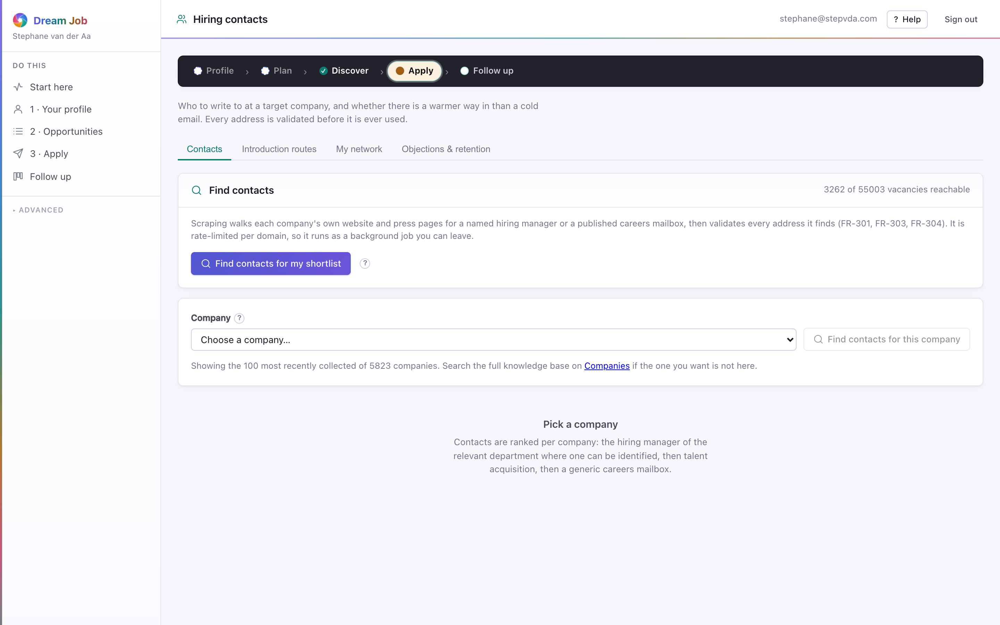 Dream Job
Stephane van der Aa
DO THIS
Start here
1 · Your profile
2 · Opportunities
3 · Apply
Follow up
ADVANCED
Hiring contacts
stephane@stepvda.com
? Help
Sign out
Profile › Plan › Discover › Apply › Follow up
Who to write to at a target company, and whether there is a warmer way in than a cold
email. Every address is validated before it is ever used.
Contacts Introduction routes My network Objections & retention
Find contacts
3262 of 55003 vacancies reachable
Scraping walks each company's own website and press pages for a named hiring manager or a published careers mailbox, then validates every address it finds (FR-301, FR-303, FR-304). It is
rate-limited per domain, so it runs as a background job you can leave.
Find contacts for my shortlist ?
Company ?
Choose a company...
Find contacts for this company
Showing the 100 most recently collected of 5823 companies. Search the full knowledge base on Companies if the one you want is not here.
Pick a company
Contacts are ranked per company: the hiring manager of the
relevant department where one can be identified, then talent
acquisition, then a generic careers mailbox.